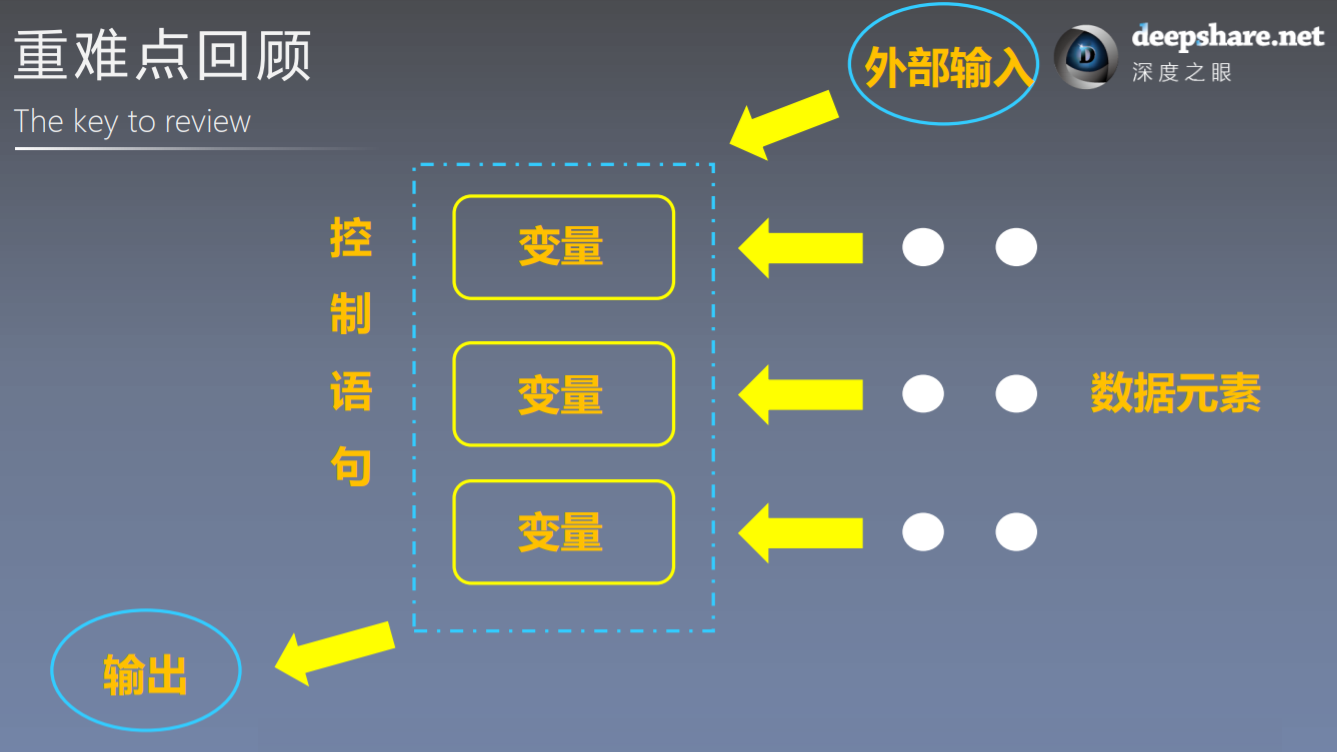 重难点回顾
The key to review
外部输入
deepshare.net
深度之眼
D
控
制
语
句
变量
变量
变量
数据元素
输出